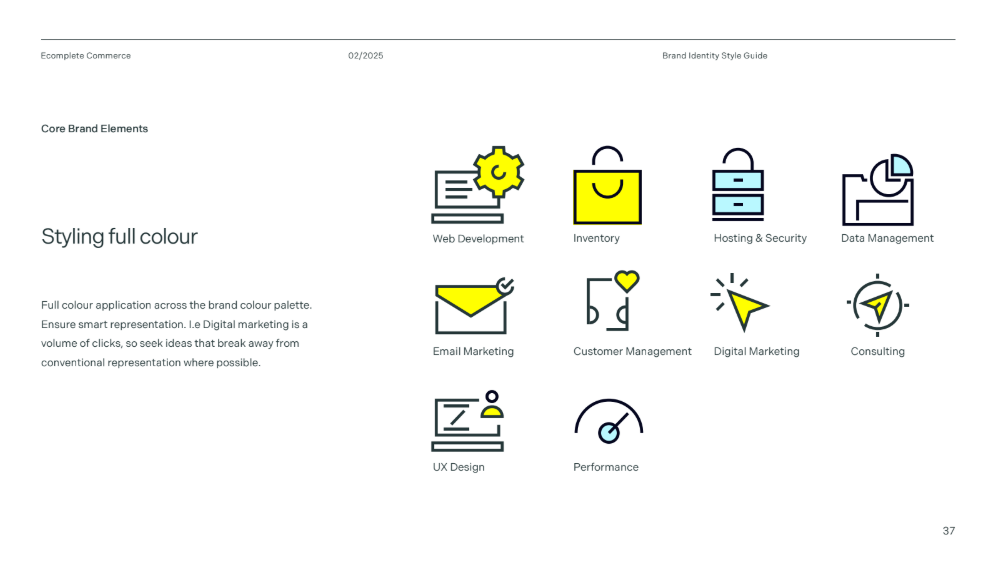 Ecomplete Commerce
02/2025
Brand Identity Style Guide
Core Brand Elements
Styling full colour
Full colour application across the brand colour palette.
Ensure smart representation. I.e Digital marketing is a
volume of clicks, so seek ideas that break away from
conventional representation where possible.
Web Development
Inventory
Hosting & Security
Data Management
Email Marketing
Customer Management
Digital Marketing
Consulting
UX Design
Performance
37